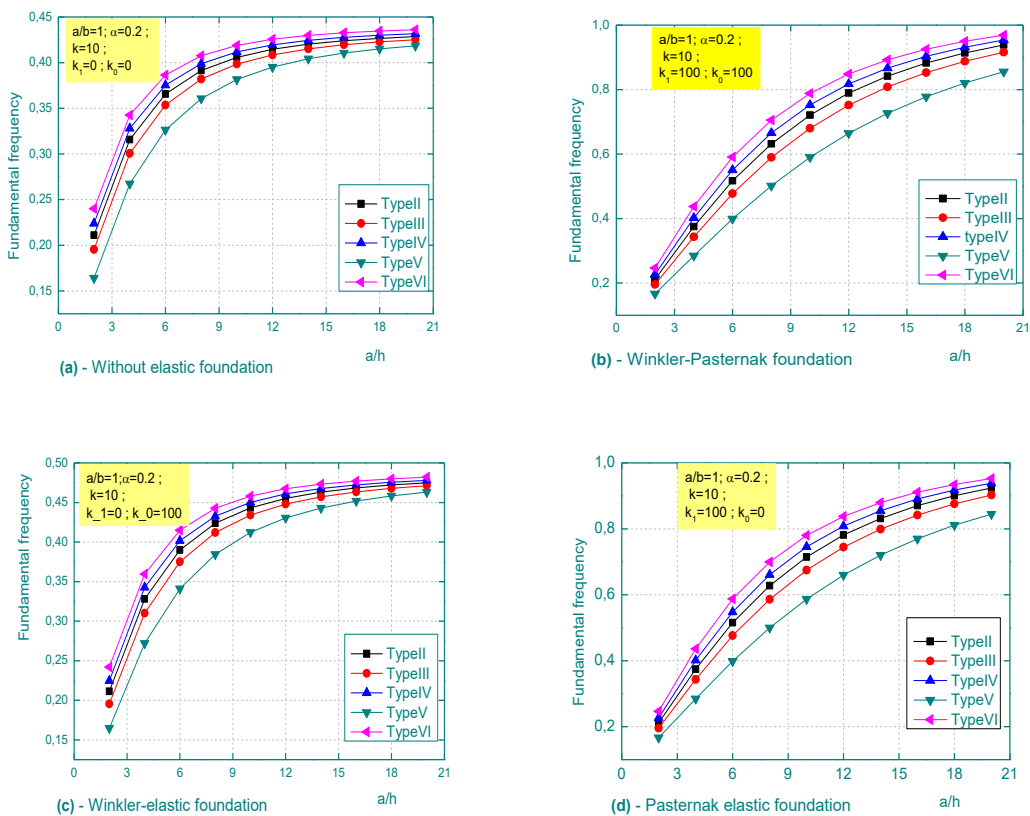 a/b=1; α=0.2 ;
k=10 ;
k₁=0 ; k₀=0
0,45
0,40
0,35
0,30
0,25
0,20
0,15
Fundamental frequency
TypeII
TypeIII
TypeIV
TypeV
TypeVI
0 3 6 9 12 15 18 21
a/h
(a) - Without elastic foundation
a/b=1; α=0.2 ;
k=10 ;
k₁=100 ; k₀=100
1,0
0,8
0,6
0,4
0,2
Fundamental frequency
TypeII
TypeIII
typeIV
TypeV
TypeVI
0 3 6 9 12 15 18 21
a/h
(b) - Winkler-Pasternak foundation
a/b=1;α=0.2 ;
k=10 ;
k_1=0 ; k_0=100
0,50
0,45
0,40
0,35
0,30
0,25
0,20
0,15
Fundamental frequency
TypeII
TypeIII
TypeIV
TypeV
TypeVI
0 3 6 9 12 15 18 21
a/h
(c) - Winkler-elastic foundation
a/b=1; α=0.2 ;
k=10 ;
k₁=100 ; k₀=0
1,0
0,8
0,6
0,4
0,2
Fundamental frequency
TypeII
TypeIII
TypeIV
TypeV
TypeVI
0 3 6 9 12 15 18 21
a/h
(d) - Pasternak elastic foundation